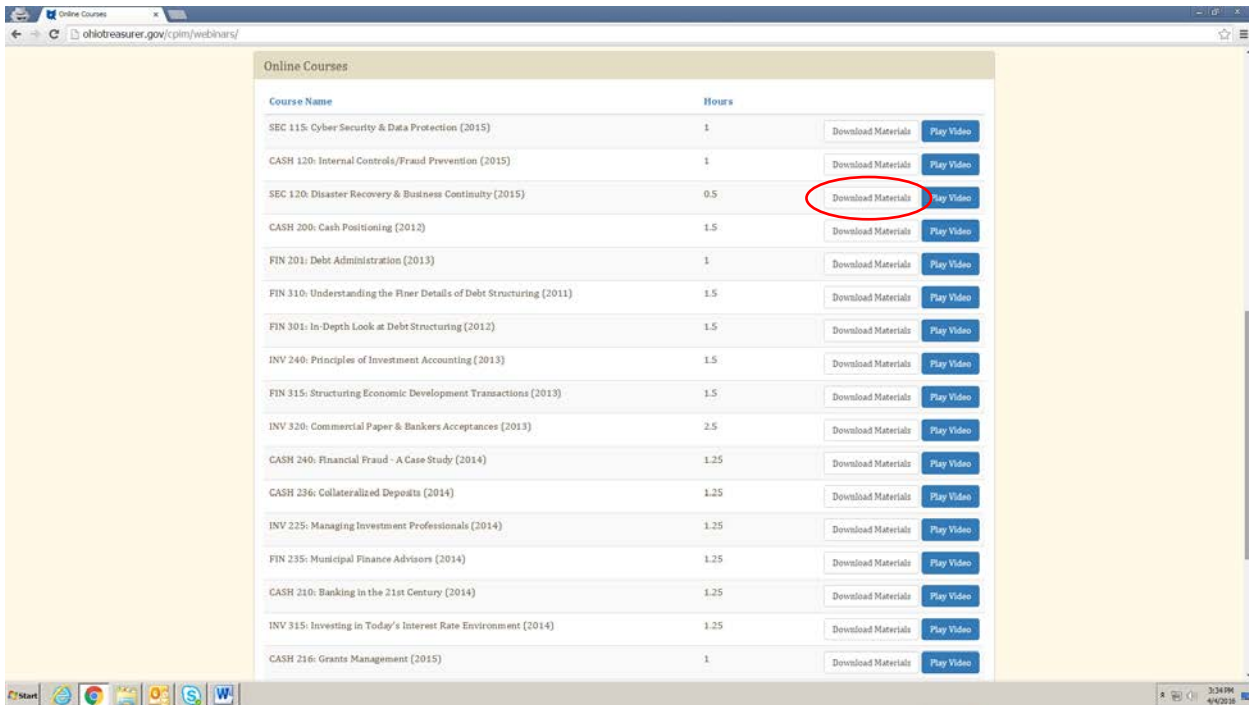 Online Courses
ohiotreasurer.gov/cpim/webinars/
Online Courses
Course Name Hours
SEC 115: Cyber Security & Data Protection (2015) 1 Download Materials Play Video
CASH 120: Internal Controls/Fraud Prevention (2015) 1 Download Materials Play Video
SEC 120: Disaster Recovery & Business Continuity (2015) 0.5 Download Materials Play Video
CASH 200: Cash Positioning (2012) 1.5 Download Materials Play Video
FIN 201: Debt Administration (2013) 1 Download Materials Play Video
FIN 310: Understanding the Finer Details of Debt Structuring (2011) 1.5 Download Materials Play Video
FIN 301: In-Depth Look at Debt Structuring (2012) 1.5 Download Materials Play Video
INV 240: Principles of Investment Accounting (2013) 1.5 Download Materials Play Video
FIN 315: Structuring Economic Development Transactions (2013) 1.5 Download Materials Play Video
INV 320: Commercial Paper & Bankers Acceptances (2013) 2.5 Download Materials Play Video
CASH 240: Financial Fraud - A Case Study (2014) 1.25 Download Materials Play Video
CASH 236: Collateralized Deposits (2014) 1.25 Download Materials Play Video
INV 225: Managing Investment Professionals (2014) 1.25 Download Materials Play Video
FIN 235: Municipal Finance Advisors (2014) 1.25 Download Materials Play Video
CASH 210: Banking in the 21st Century (2014) 1.25 Download Materials Play Video
INV 315: Investing in Today's Interest Rate Environment (2014) 1.25 Download Materials Play Video
CASH 216: Grants Management (2015) 1 Download Materials Play Video
Start 3:34 PM
4/4/2016